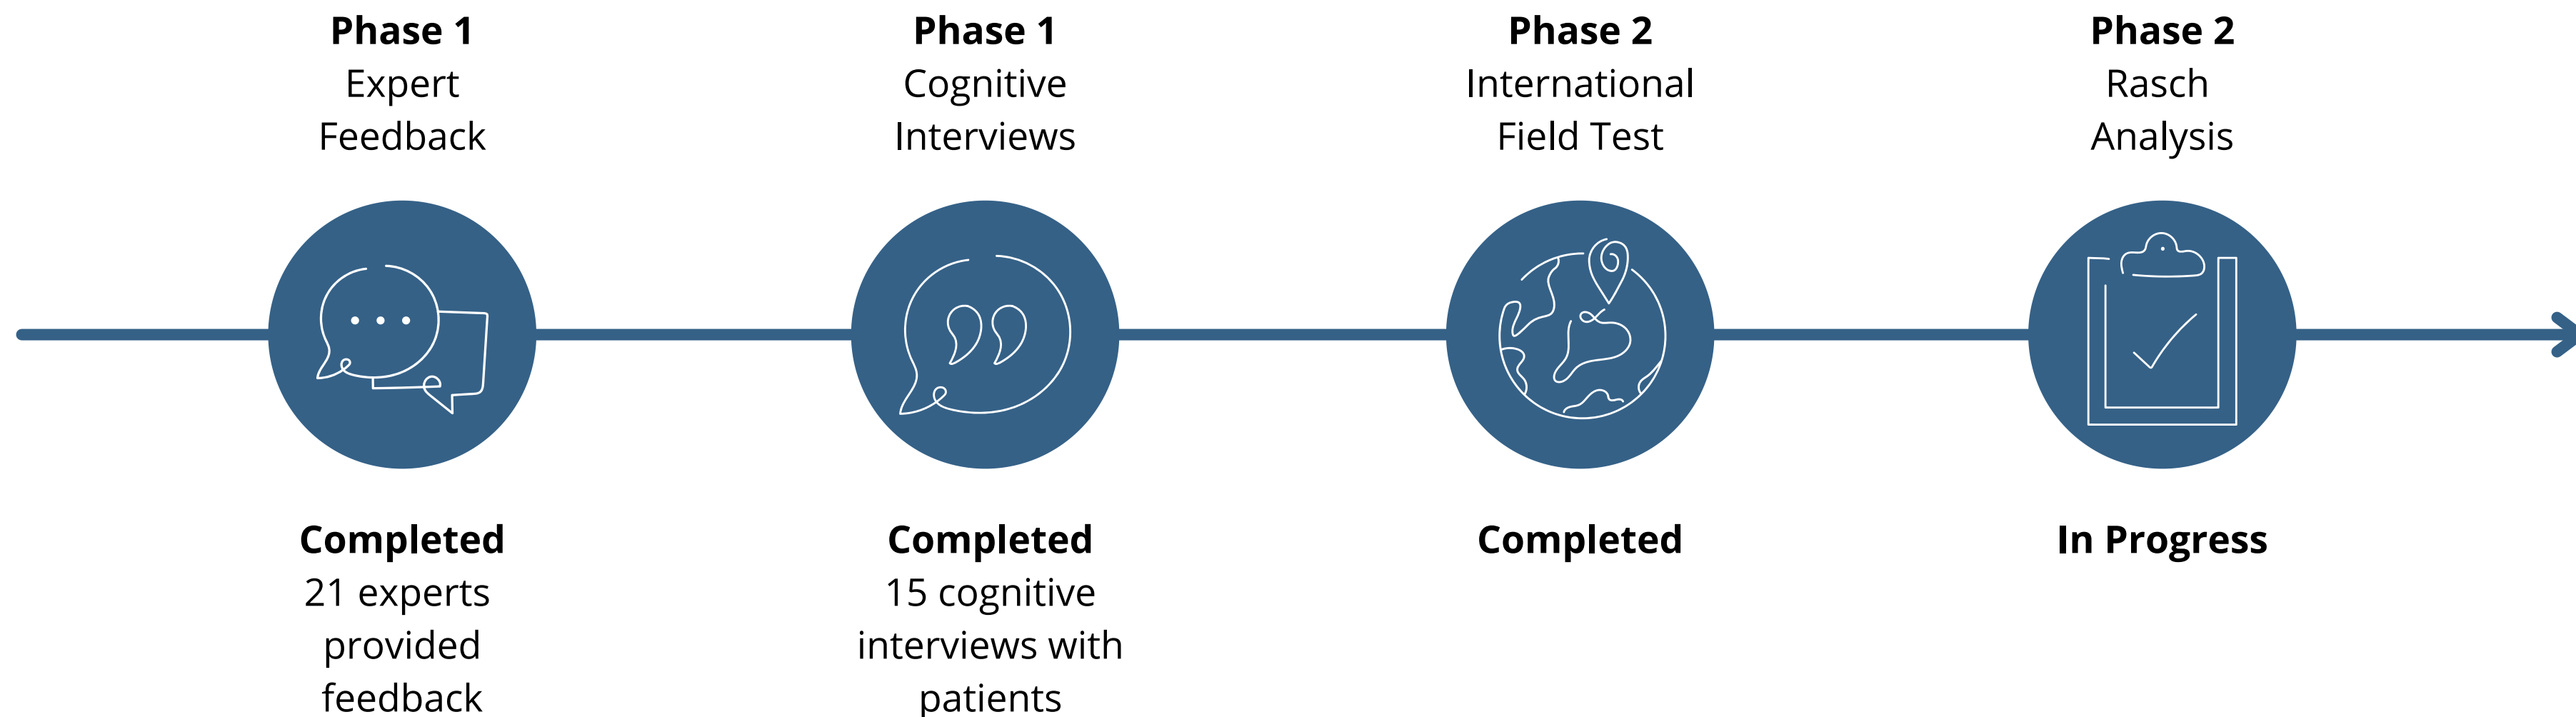 Phase 1
Expert
Feedback
Completed
21 experts
provided
feedback
Phase 1
Cognitive
Interviews
Completed
15 cognitive
interviews with
patients
Phase 2
International
Field Test
Completed
Phase 2
Rasch
Analysis
In Progress